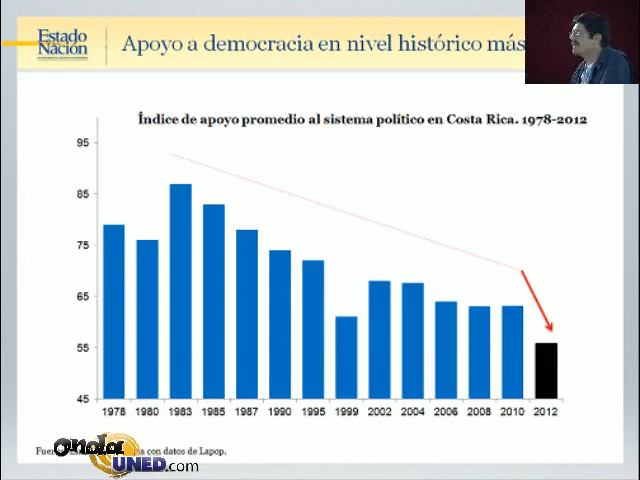 Estado
Nación
Apoyo a democracia en nivel histórico más
Índice de apoyo promedio al sistema político en Costa Rica. 1978-2012
95
85
75
65
55
45
1978 1980 1983 1985 1987 1990 1995 1999 2002 2004 2006 2008 2010 2012
con datos de Lapop.
onda
UNED.com